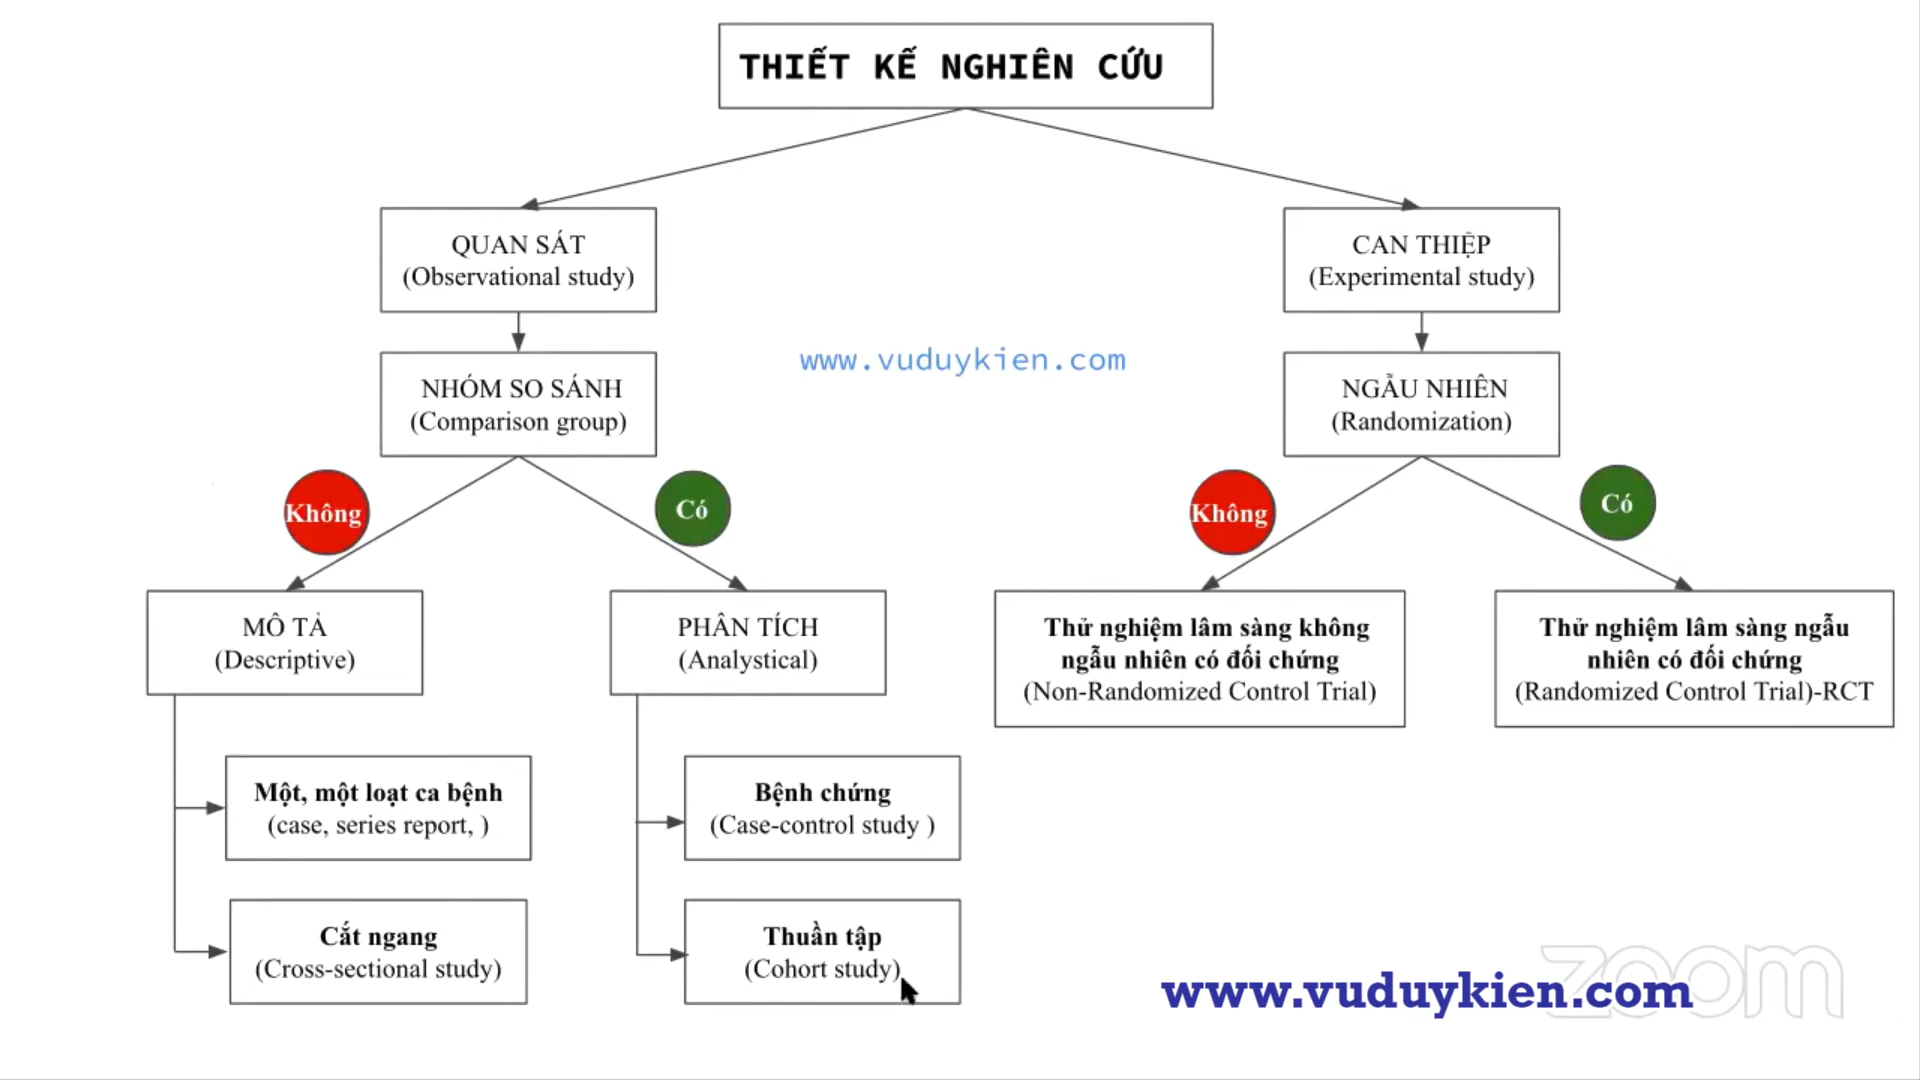 THIẾT KẾ NGHIÊN CỨU
QUAN SÁT
(Observational study)
CAN THIỆP
(Experimental study)
www.vuduykien.com
NHÓM SO SÁNH
(Comparison group)
NGẪU NHIÊN
(Randomization)
Không
Có
Không
Có
MÔ TẢ
(Descriptive)
PHÂN TÍCH
(Analystical)
Thử nghiệm lâm sàng không
ngẫu nhiên có đối chứng
(Non-Randomized Control Trial)
Thử nghiệm lâm sàng ngẫu
nhiên có đối chứng
(Randomized Control Trial)-RCT
Một, một loạt ca bệnh
(case, series report, )
Bệnh chứng
(Case-control study )
Cắt ngang
(Cross-sectional study)
Thuần tập
(Cohort study)
www.vuduykien.com
zoom